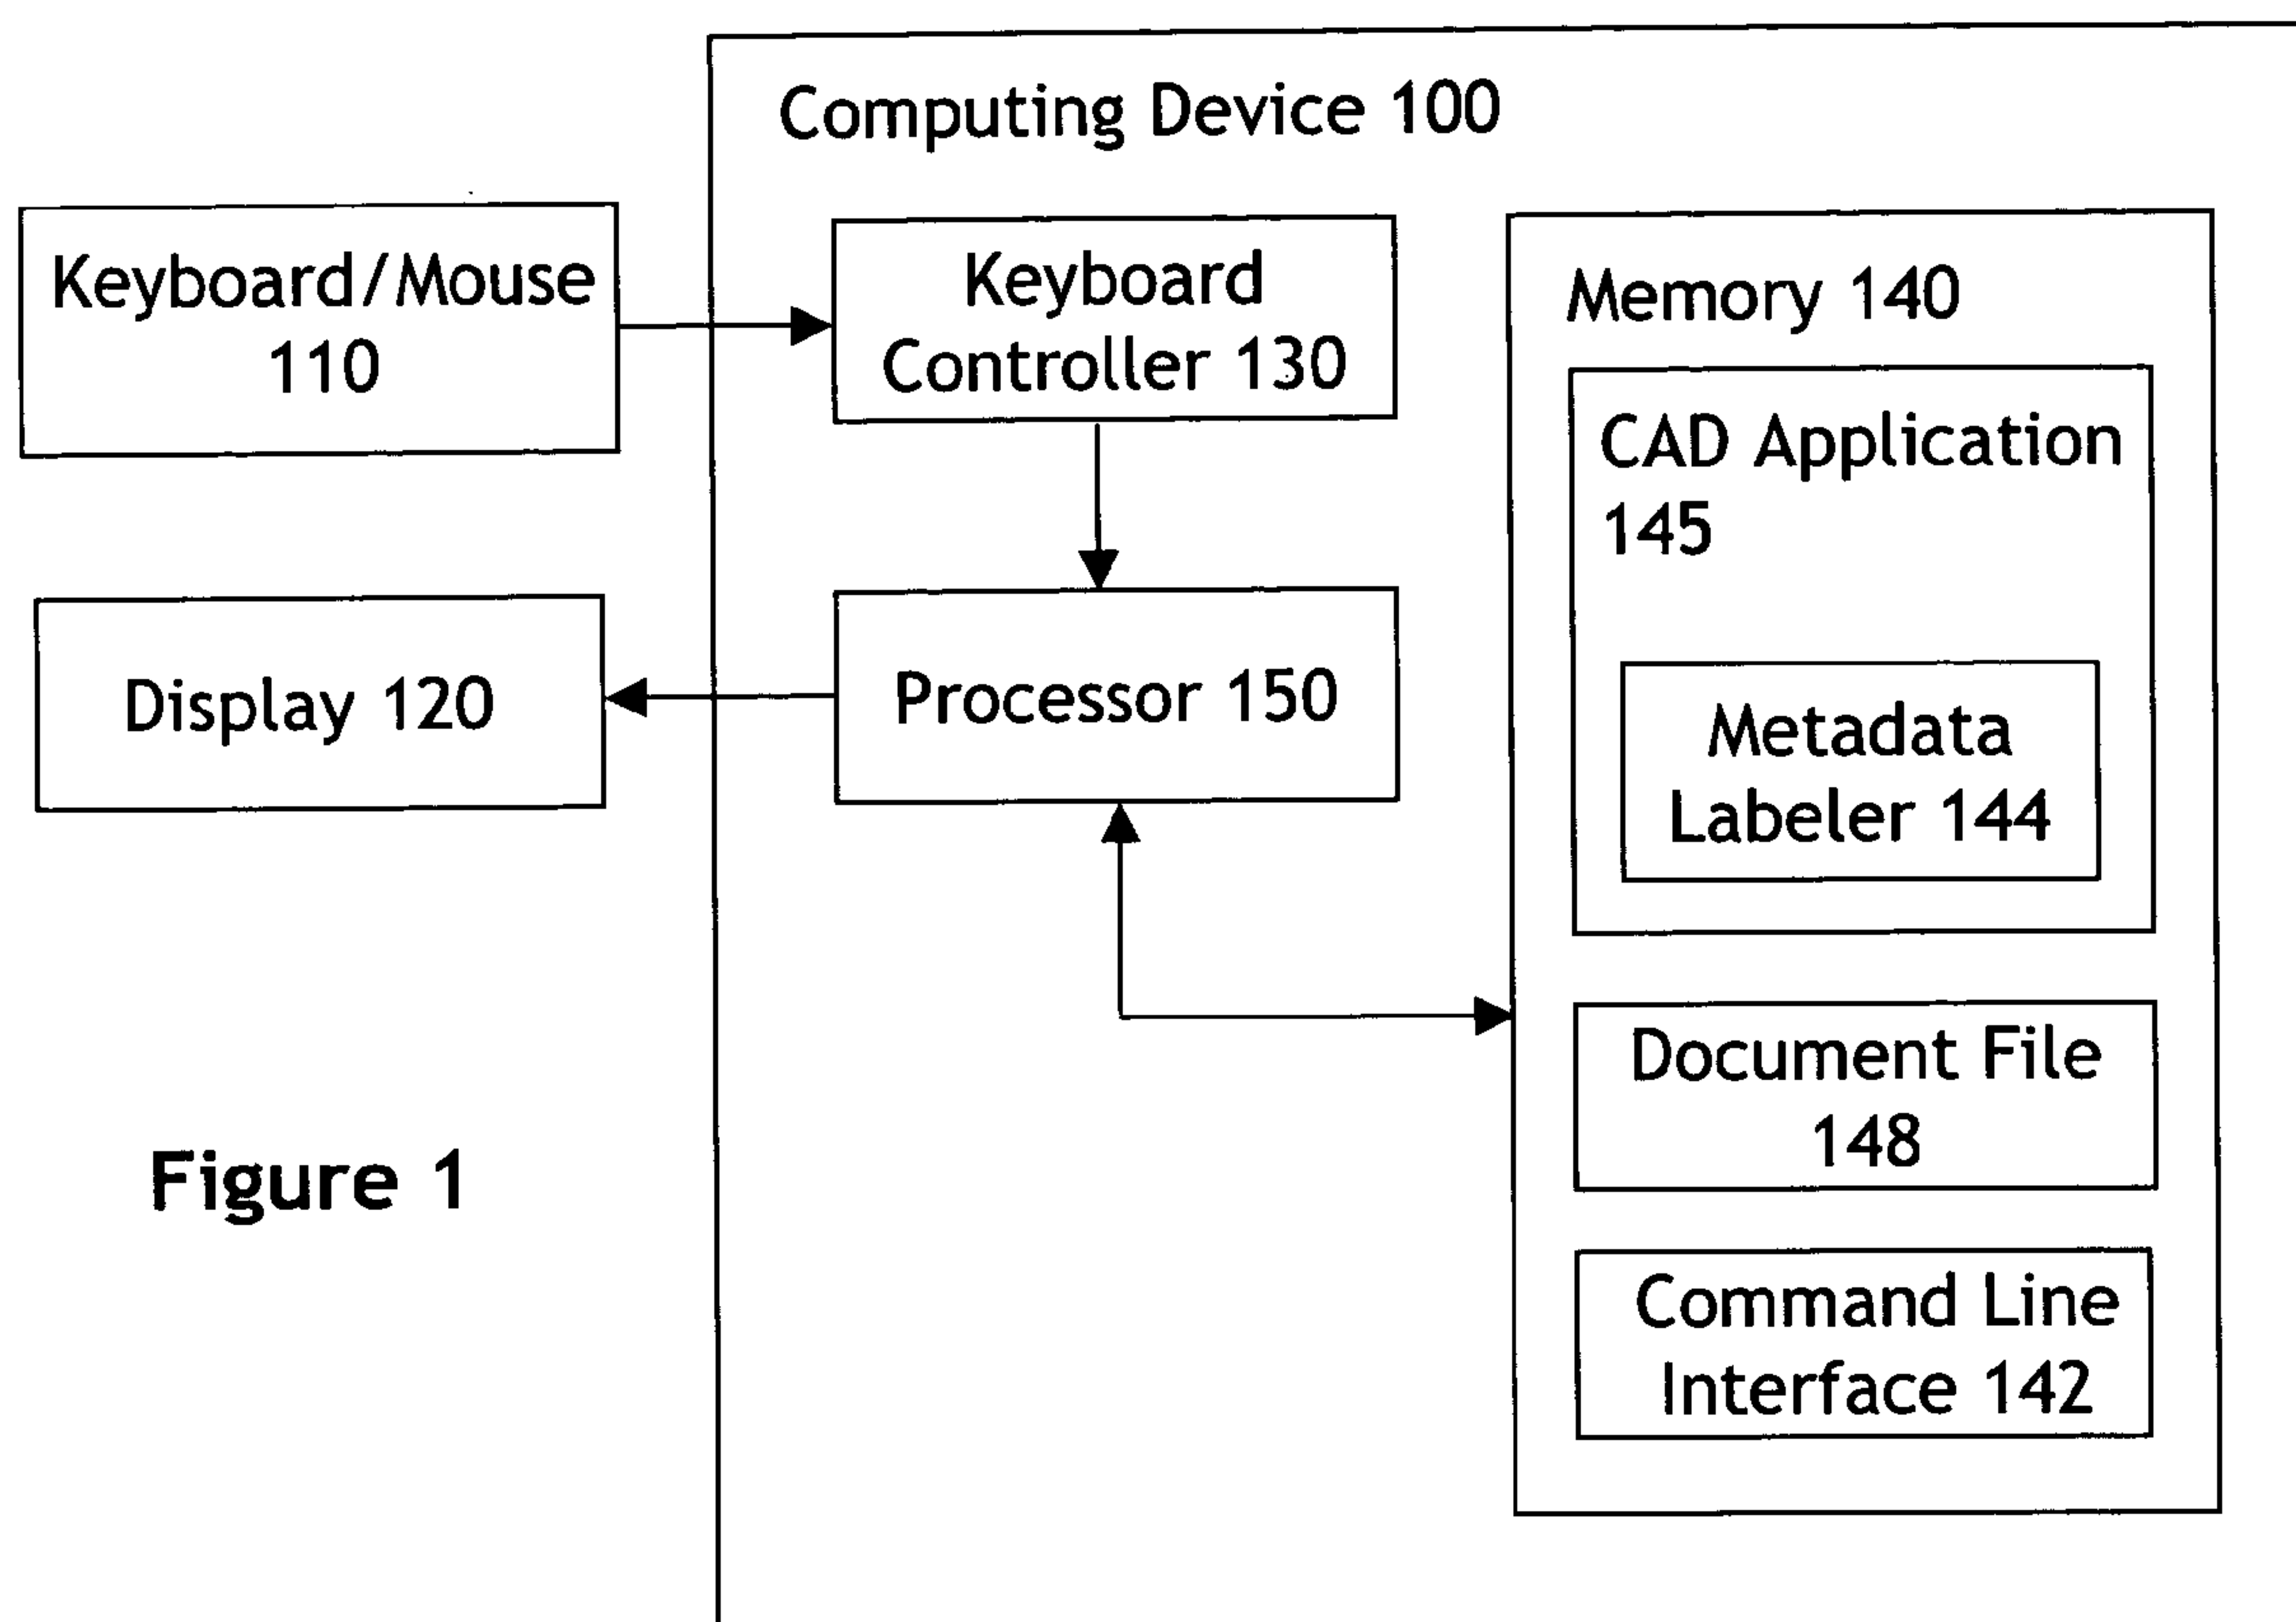 Computing Device 100
Keyboard/Mouse
110
Keyboard
Controller 130
Memory 140
CAD Application
145
Display 120
Processor 150
Metadata
Labeler 144
Document File
148
Command Line
Interface 142
Figure 1